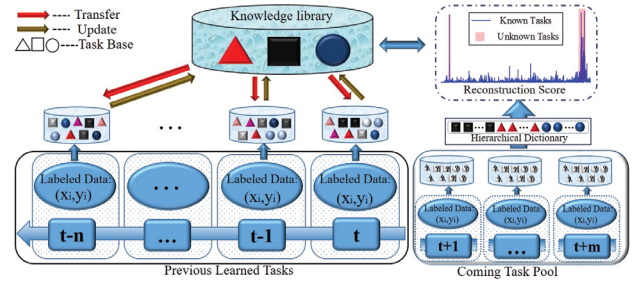 Transfer
Update
Task Base
Knowledge library
Known Tasks
Unknown Tasks
Reconstruction Score
Hierarchical Dictionary
...
Labeled Data:
(xi,yi)
...
Labeled Data:
(xi,yi)
Labeled Data:
(xi,yi)
t-n
...
t-1
t
Previous Learned Tasks
Labeled Data:
(xi,yi)
Labeled Data:
(xi,yi)
Labeled Data:
(xi,yi)
t+1
...
t+m
Coming Task Pool